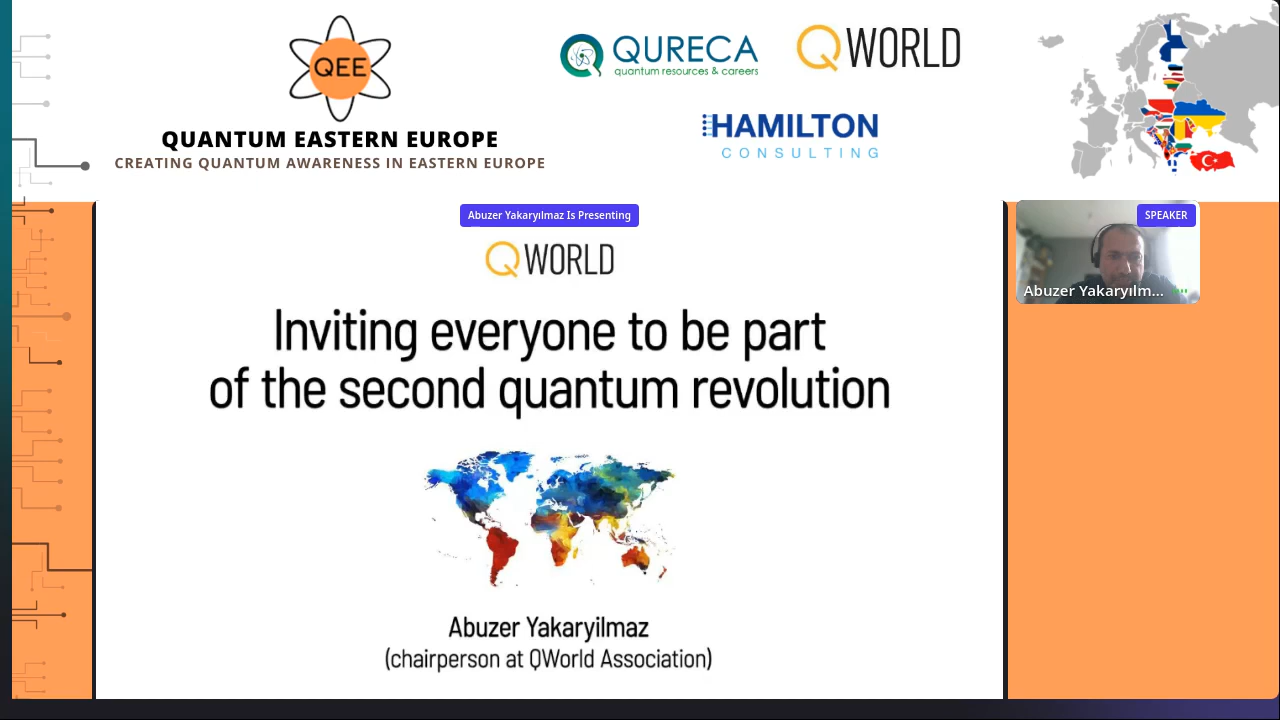 QEE
QUANTUM EASTERN EUROPE
CREATING QUANTUM AWARENESS IN EASTERN EUROPE
QURECA
quantum resources & careers
QWORLD
HAMILTON
CONSULTING
Abuzer Yakaryılmaz Is Presenting
SPEAKER
Abuzer Yakaryılm...
QWORLD
Inviting everyone to be part
of the second quantum revolution
Abuzer Yakaryilmaz
(chairperson at QWorld Association)